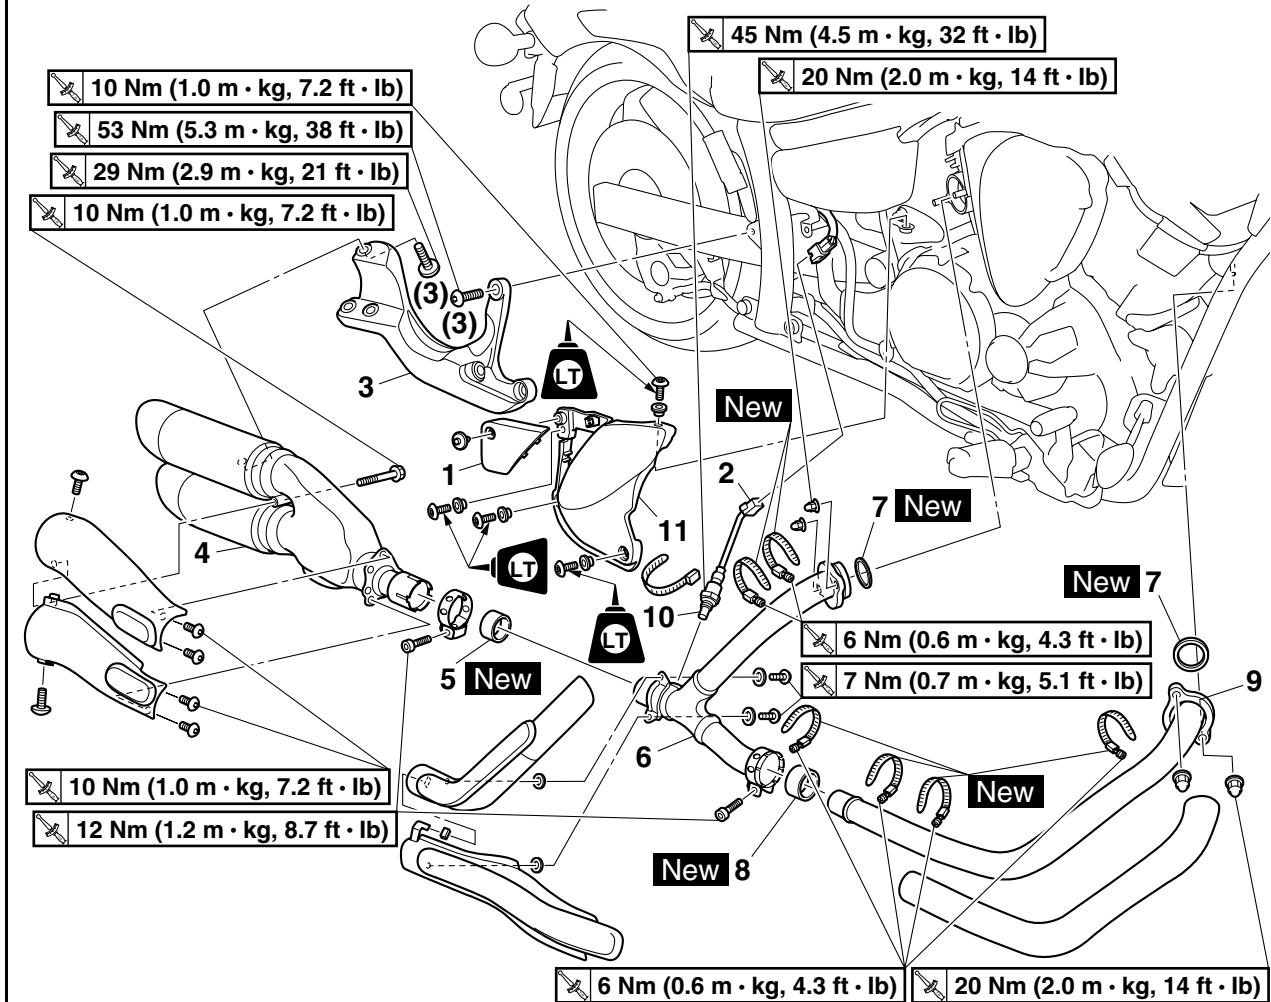 45 Nm (4.5 m · kg, 32 ft · lb)
20 Nm (2.0 m · kg, 14 ft · lb)
10 Nm (1.0 m · kg, 7.2 ft · lb)
53 Nm (5.3 m · kg, 38 ft · lb)
29 Nm (2.9 m · kg, 21 ft · lb)
10 Nm (1.0 m · kg, 7.2 ft · lb)
(3)
(3)
3
LT
New
1
2
7 New
11
4
LT
New 7
10
LT
6 Nm (0.6 m · kg, 4.3 ft · lb)
5 New
7 Nm (0.7 m · kg, 5.1 ft · lb)
9
6
New
10 Nm (1.0 m · kg, 7.2 ft · lb)
12 Nm (1.2 m · kg, 8.7 ft · lb)
New 8
6 Nm (0.6 m · kg, 4.3 ft · lb)
20 Nm (2.0 m · kg, 14 ft · lb)